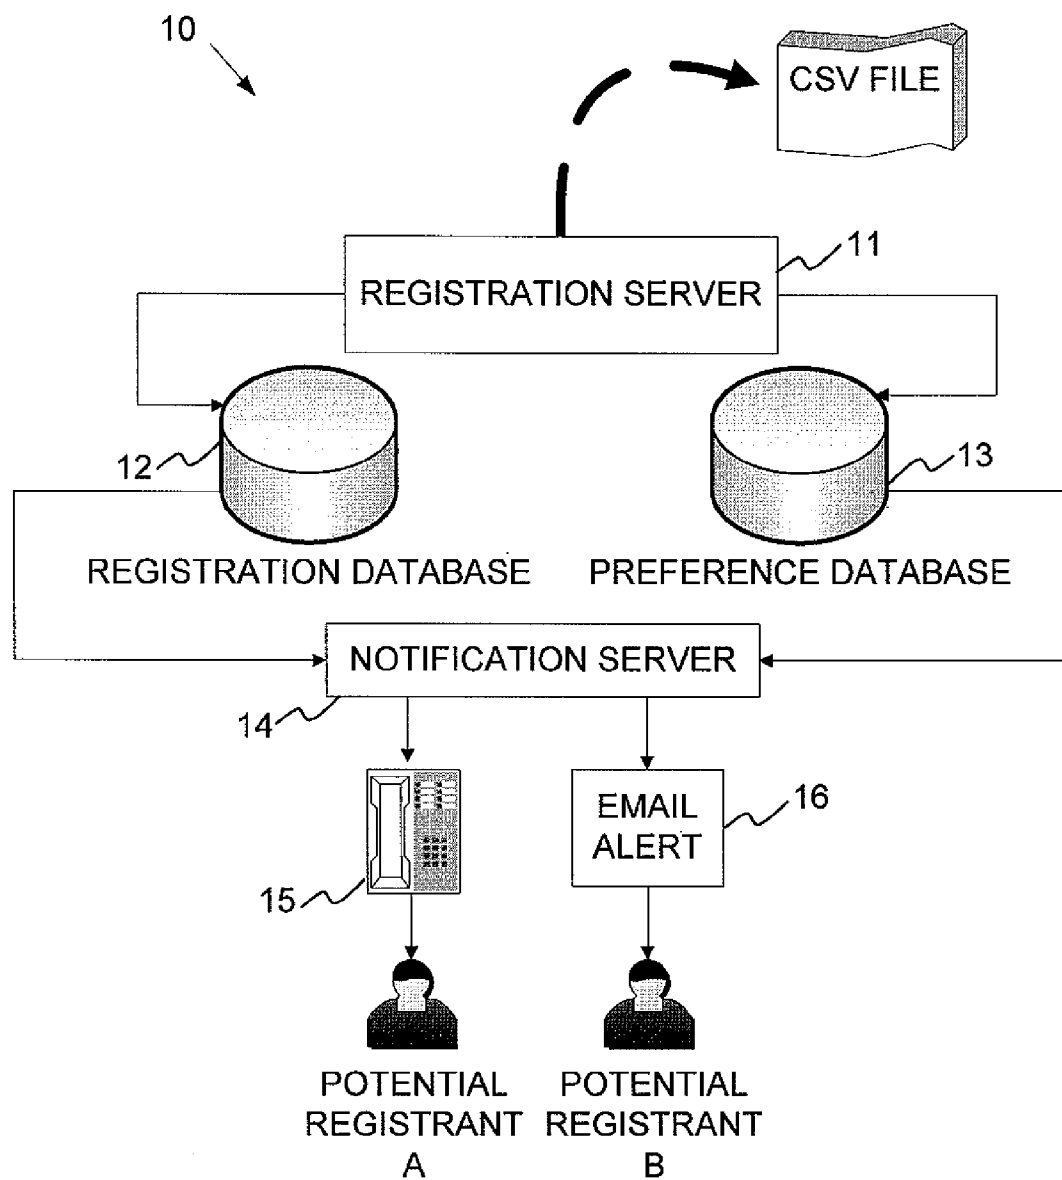 10
CSV FILE
11
REGISTRATION SERVER
12
13
REGISTRATION DATABASE
PREFERENCE DATABASE
NOTIFICATION SERVER
14
EMAIL
ALERT
16
15
POTENTIAL
REGISTRANT
A
POTENTIAL
REGISTRANT
B